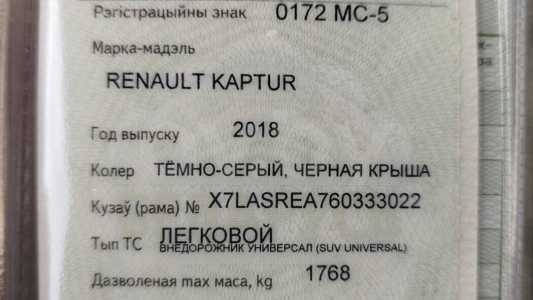 Рэгістрацыйны знак 0172 MC-5
Марка-мадэль
RENAULT KAPTUR
Год выпуску 2018
Колер ТЁМНО-СЕРЫЙ, ЧЕРНАЯ КРЫША
Кузаў (рама) № X7LASREA760333022
Тып ТС ЛЕГКОВОЙ
ВНЕДОРОЖНИК УНИВЕРСАЛ (SUV UNIVERSAL)
Дазволеная max маса, kg 1768